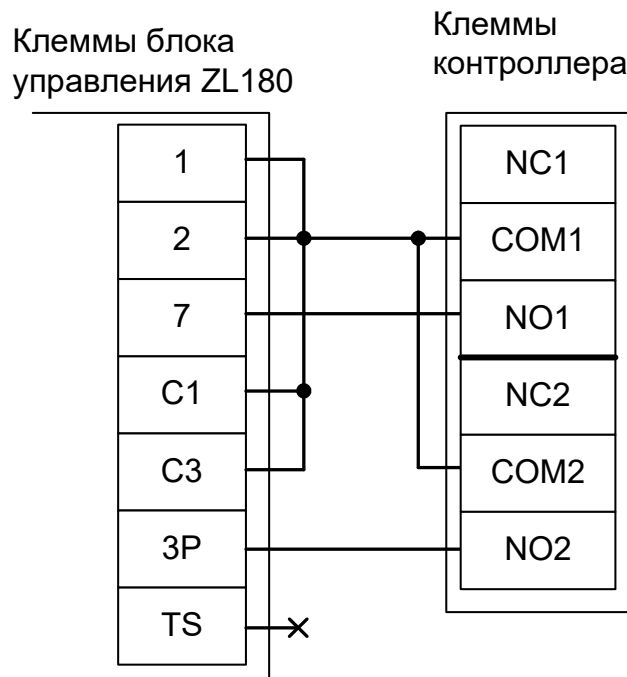 Клеммы блока
управления ZL180
Клеммы
контроллера
1
2
7
C1
C3
3P
TS
NC1
COM1
NO1
NC2
COM2
NO2